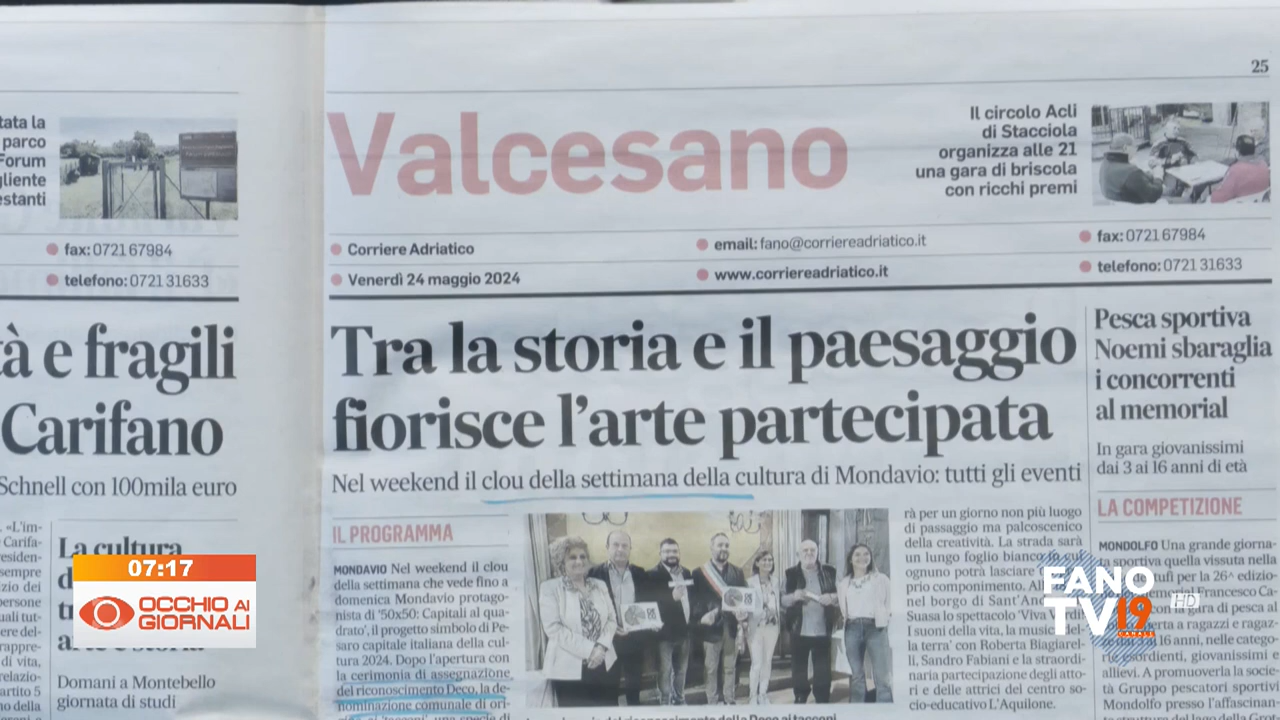 25
tata la
parco
Forum
gliente
estanti
fax: 0721 67984
telefono: 0721 31633
Valcesano
Il circolo Acli
di Stacciola
organizza alle 21
una gara di briscola
con ricchi premi
Corriere Adriatico
Venerdì 24 maggio 2024
email: fano@corriereadriatico.it
www.corriereadriatico.it
fax: 0721 67984
telefono: 0721 31633
tà e fragili
Carifano
Schnell con 100mila euro
La cultura
Domani a Montebello
giornata di studi
Tra la storia e il paesaggio
fiorisce l'arte partecipata
Nel weekend il clou della settimana della cultura di Mondavio: tutti gli eventi
IL PROGRAMMA
MONDAVIO Nel weekend il clou
della settimana che vede fino a
domenica Mondavio protago-
nista di '50x50: Capitali al qua-
drato', il progetto simbolo di Pe-
saro capitale italiana della cul-
tura 2024. Dopo l'apertura con
la cerimonia di assegnazione
del riconoscimento Deco, la de-
nominazione comunale di ori-
rà per un giorno non più luogo
di passaggio ma palcoscenico
della creatività. La strada sarà
un lungo foglio bianco
ognuno potrà lasciare
prio componimento.
nel borgo di Sant'An
Suasa lo spettacolo 'Viva
I suoni della vita, la music
la terra' con Roberta Biagiarel-
li, Sandro Fabiani e la straordi-
naria partecipazione degli atto-
ri e delle attrici del centro so-
cio-educativo L'Aquilone.
Pesca sportiva
Noemi sbaraglia
i concorrenti
al memorial
In gara giovanissimi
dai 3 ai 16 anni di età
LA COMPETIZIONE
MONDOLFO Una grande giorna-
sportiva quella vissuta nella
per la 26ª edizio-
Francesco Ca-
di pesca al
a ragazzi e ragaz-
16 anni, nelle catego-
esordienti, giovanissimi e
allievi. A promuoverla la socie-
tà Gruppo pescatori sportivi
Mondolfo presso l'affascinan-
07:17
OCCHIO AI
GIORNALI
FANO
TV19
HD
CANALE